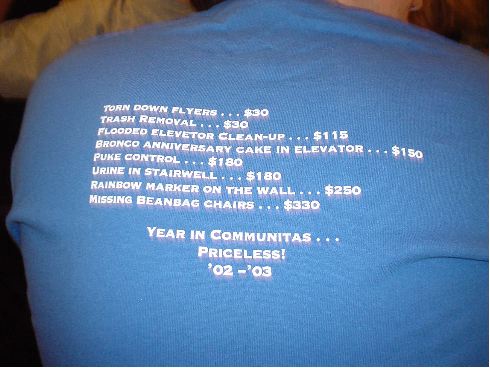 Torn down flyers . . . $30
Trash Removal . . . $30
Flooded elevetor Clean-up . . . $115
Bronco anniversary cake in elevator . . . $150
Puke control . . . $180
Urine in stairwell . . . $180
Rainbow marker on the wall . . . $250
Missing Beanbag chairs . . . $330
Year in Communitas . . .
Priceless!
'02 –'03